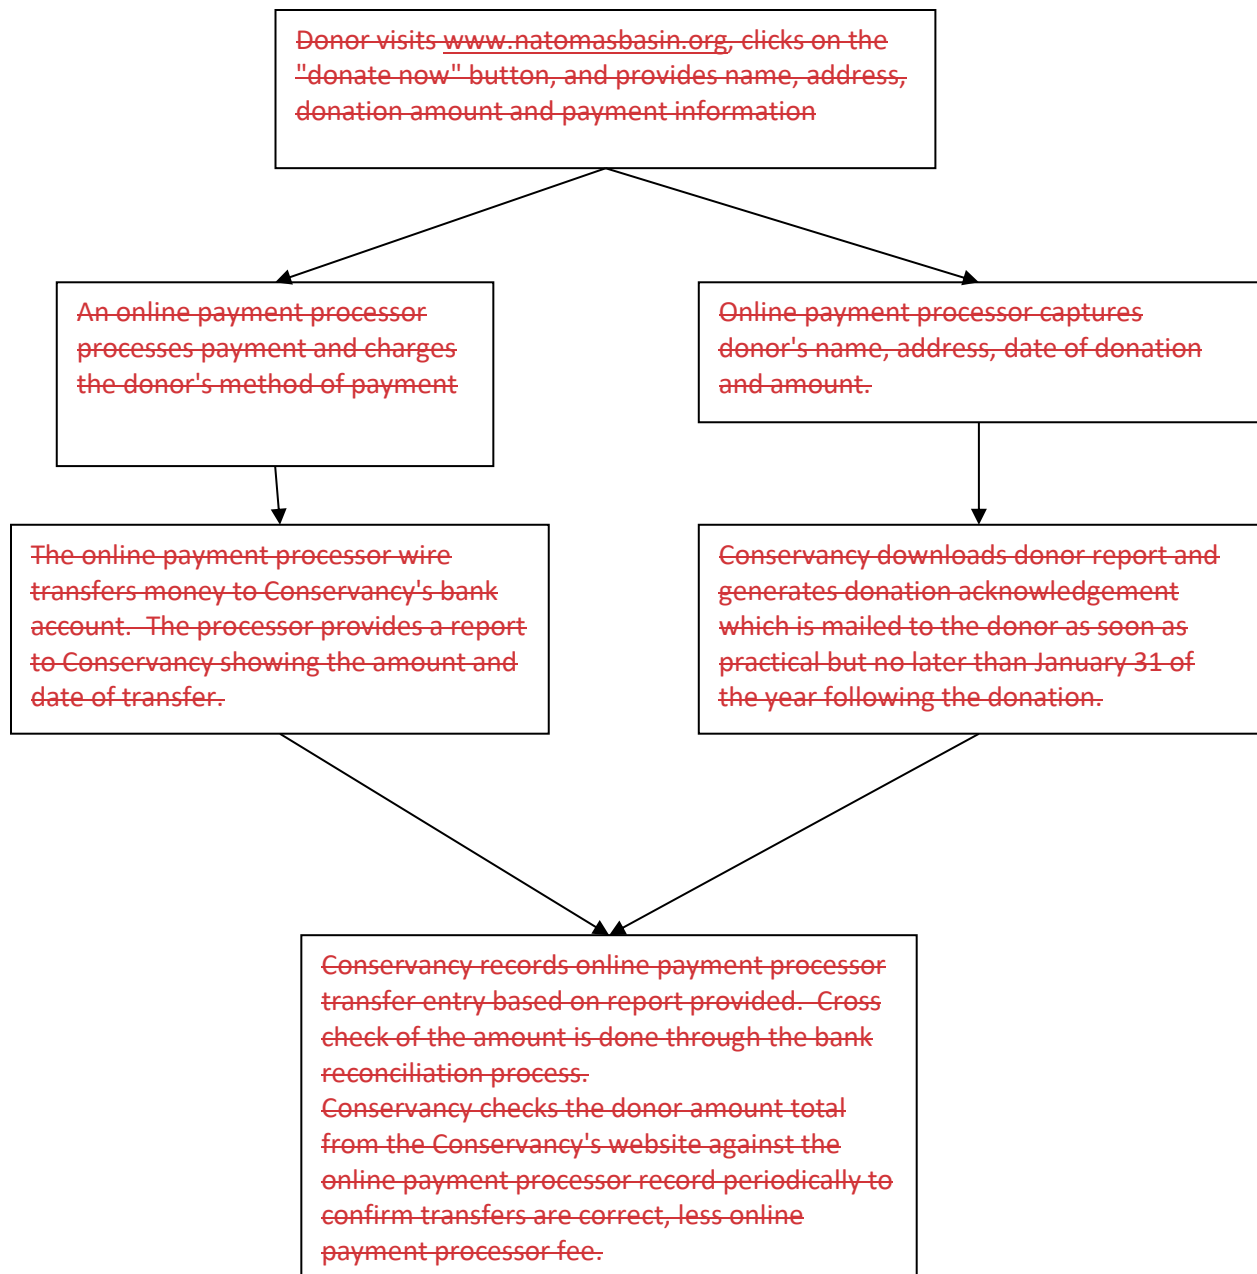 Donor visits www.natomasbasin.org, clicks on the
"donate now" button, and provides name, address,
donation amount and payment information
An online payment processor
processes payment and charges
the donor's method of payment
Online payment processor captures
donor's name, address, date of donation
and amount.
The online payment processor wire
transfers money to Conservancy's bank
account.  The processor provides a report
to Conservancy showing the amount and
date of transfer.
Conservancy downloads donor report and
generates donation acknowledgement
which is mailed to the donor as soon as
practical but no later than January 31 of
the year following the donation.
Conservancy records online payment processor
transfer entry based on report provided.  Cross
check of the amount is done through the bank
reconciliation process.
Conservancy checks the donor amount total
from the Conservancy's website against the
online payment processor record periodically to
confirm transfers are correct, less online
payment processor fee.